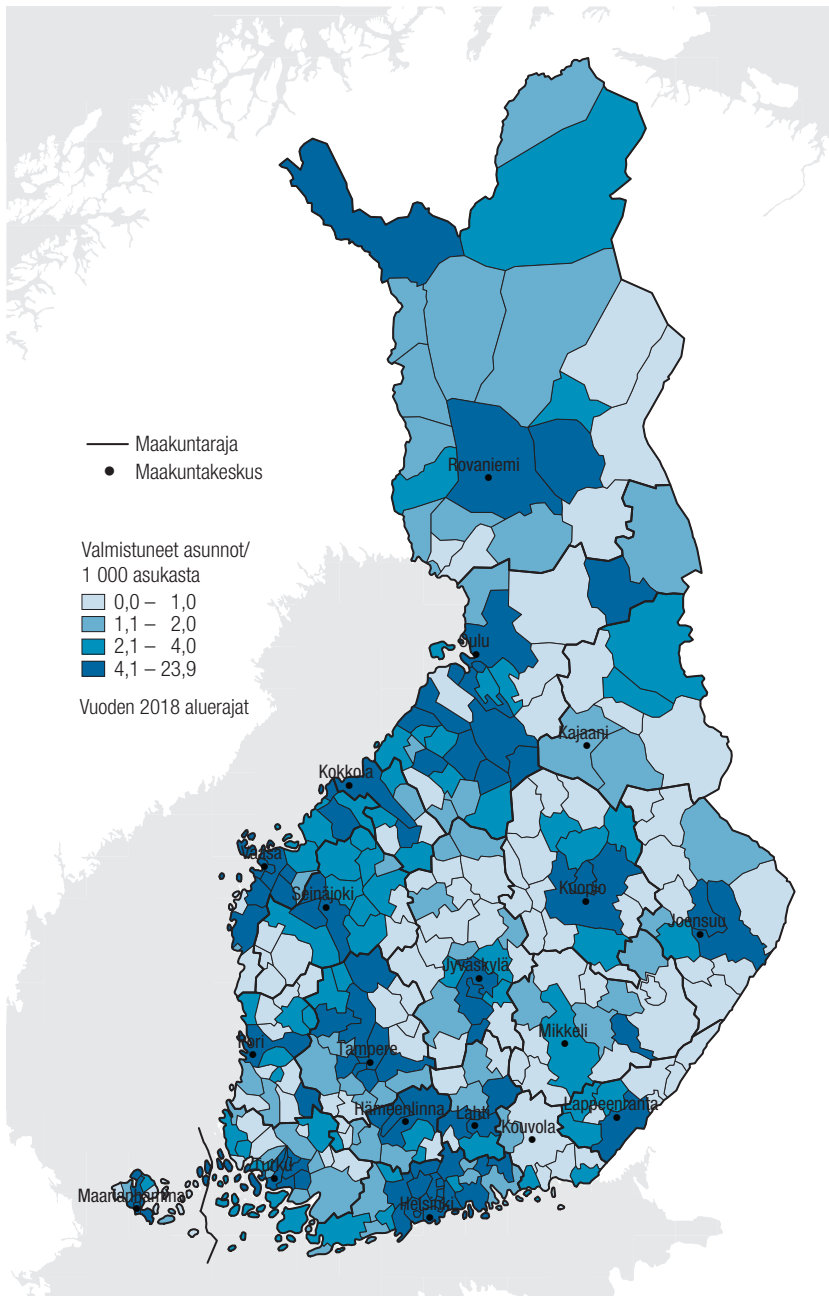 Maakuntaraja
Maakuntakeskus
Valmistuneet asunnot/
1 000 asukasta
0,0 – 1,0
1,1 – 2,0
2,1 – 4,0
4,1 – 23,9
Vuoden 2018 aluerajat
Rovaniemi
Oulu
Kajaani
Kokkola
Vaasa
Seinäjoki
Kuopio
Joensuu
Jyväskylä
Mikkeli
Pori
Tampere
Hämeenlinna
Lahti
Lappeenranta
Kouvola
Turku
Maarianhamina
Helsinki